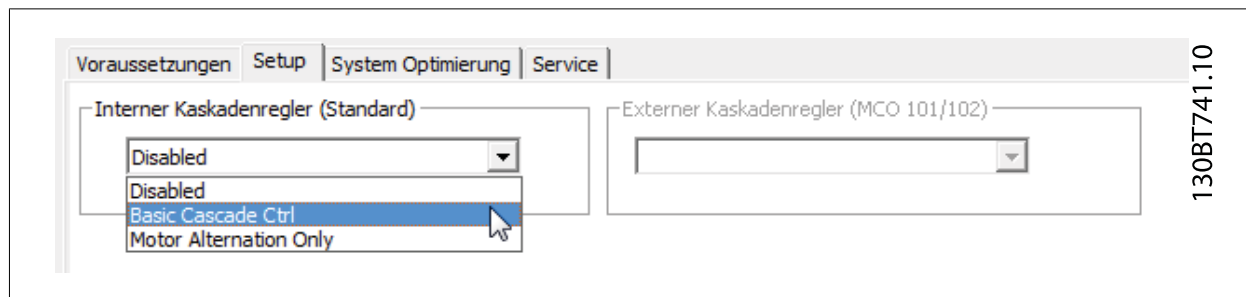 Voraussetzungen Setup System Optimierung Service
Interner Kaskadenregler (Standard)
Externer Kaskadenregler (MCO 101/102)
Disabled
Disabled
Basic Cascade Ctrl
Motor Alternation Only
130BT741.10